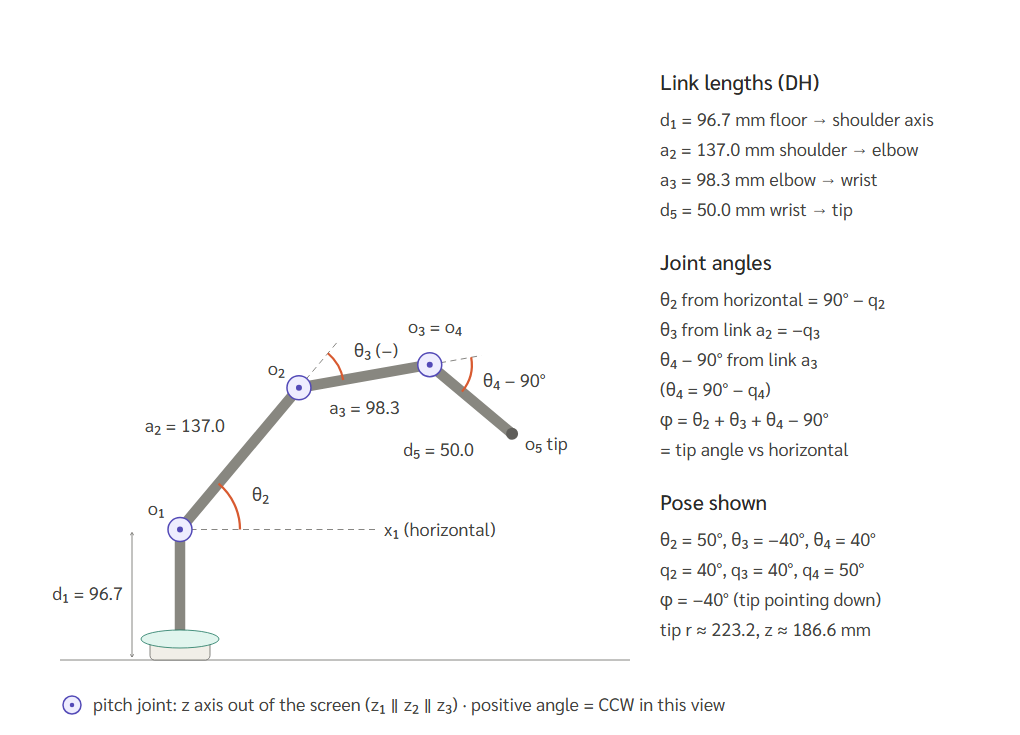 Link lengths (DH)
d₁ = 96.7 mm floor → shoulder axis
a₂ = 137.0 mm shoulder → elbow
a₃ = 98.3 mm elbow → wrist
d₅ = 50.0 mm wrist → tip
Joint angles
θ₂ from horizontal = 90° − q₂
θ₃ from link a₂ = −q₃
θ₄ − 90° from link a₃
(θ₄ = 90° − q₄)
φ = θ₂ + θ₃ + θ₄ − 90°
= tip angle vs horizontal
Pose shown
θ₂ = 50°, θ₃ = −40°, θ₄ = 40°
q₂ = 40°, q₃ = 40°, q₄ = 50°
φ = −40° (tip pointing down)
tip r ≈ 223.2, z ≈ 186.6 mm
o₃ = o₄
θ₃ (−)
o₂
θ₄ − 90°
a₃ = 98.3
a₂ = 137.0
d₅ = 50.0
o₅ tip
θ₂
o₁
x₁ (horizontal)
d₁ = 96.7
pitch joint: z axis out of the screen (z₁ ∥ z₂ ∥ z₃) · positive angle = CCW in this view